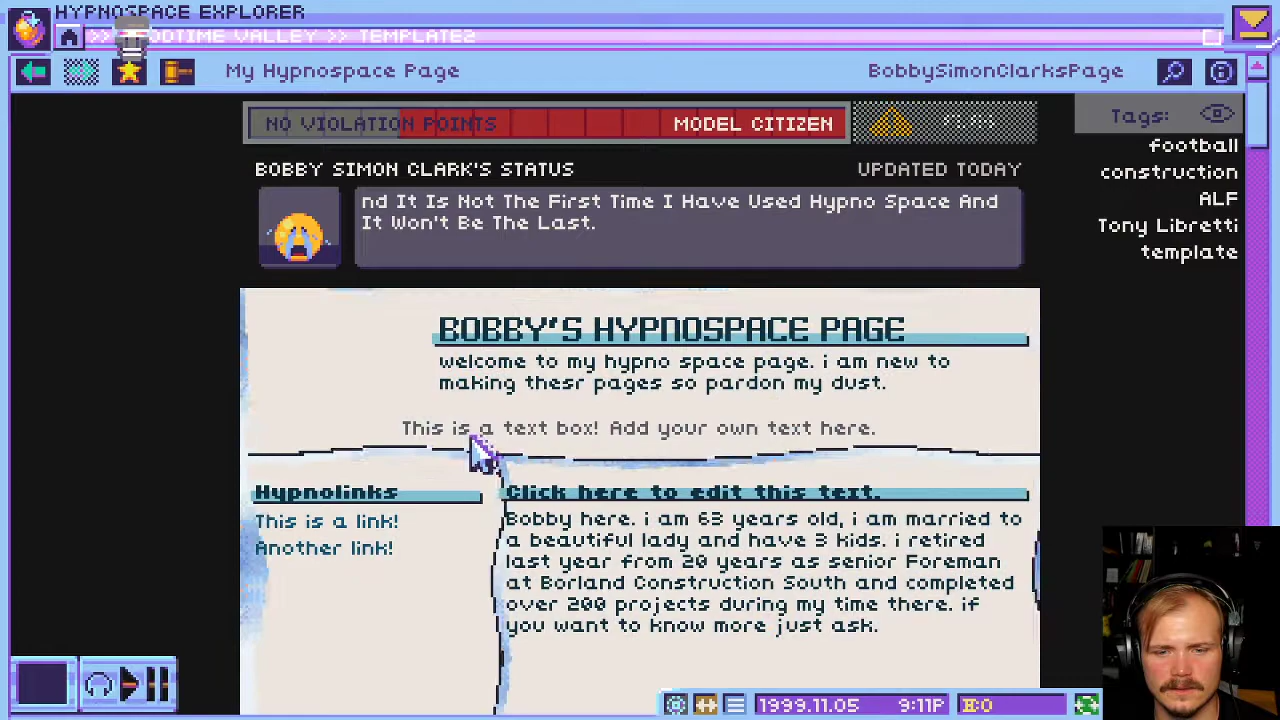 HYPNOSPACE EXPLORER
>> ODTIME VALLEY >> TEMPLATE2
My Hypnospace Page
BobbySimonClarksPage
NO VIOLATION POINTS
MODEL CITIZEN
Tags:
football
construction
ALF
Tony Libretti
template
BOBBY SIMON CLARK'S STATUS
UPDATED TODAY
nd It Is Not The First Time I Have Used Hypno Space And
It Won't Be The Last.
BOBBY'S HYPNOSPACE PAGE
welcome to my hypno space page. i am new to
making thesr pages so pardon my dust.
This is a text box! Add your own text here.
Hypnolinks
This is a link!
Another link!
Click here to edit this text.
Bobby here. i am 63 years old, i am married to
a beautiful lady and have 3 kids. i retired
last year from 20 years as senior Foreman
at Borland Construction South and completed
over 200 projects during my time there. if
you want to know more just ask.
1999.11.05
9:11P
:0